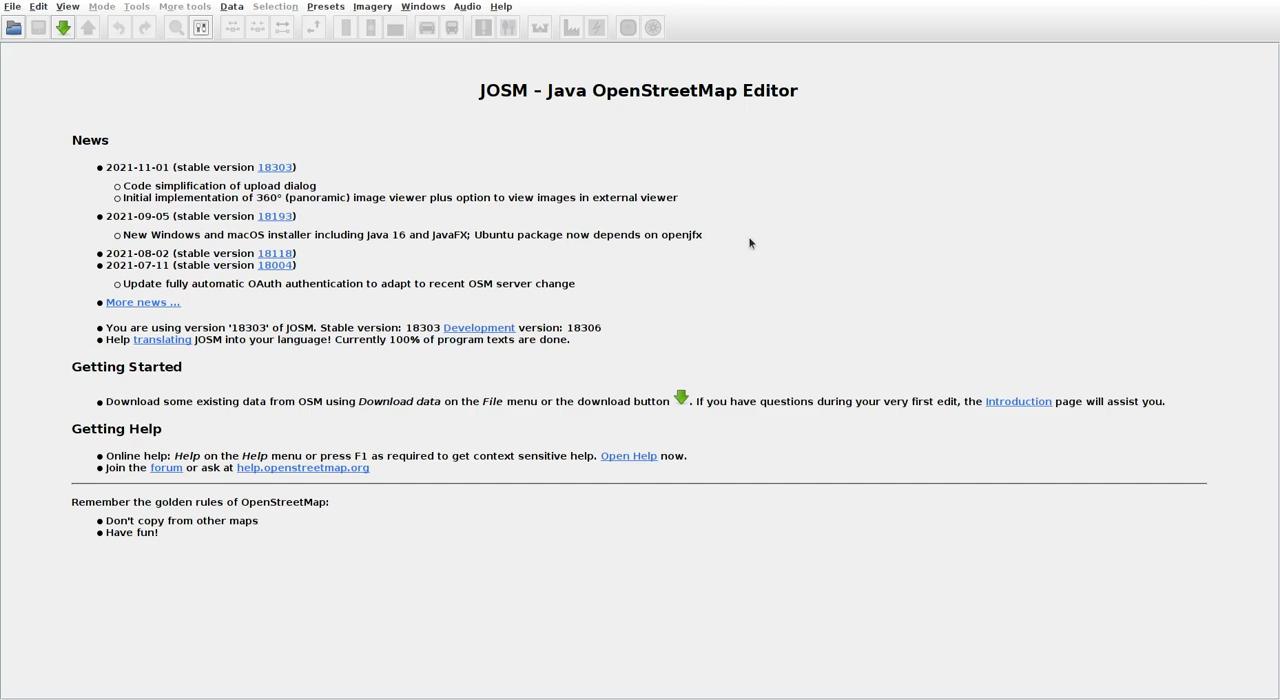 File Edit View Mode Tools More tools Data Selection Presets Imagery Windows Audio Help
JOSM – Java OpenStreetMap Editor
News
2021-11-01 (stable version 18303)
Code simplification of upload dialog
Initial implementation of 360° (panoramic) image viewer plus option to view images in external viewer
2021-09-05 (stable version 18193)
New Windows and macOS installer including Java 16 and JavaFX; Ubuntu package now depends on openjfx
2021-08-02 (stable version 18118)
2021-07-11 (stable version 18004)
Update fully automatic OAuth authentication to adapt to recent OSM server change
More news ...
You are using version '18303' of JOSM. Stable version: 18303 Development version: 18306
Help translating JOSM into your language! Currently 100% of program texts are done.
Getting Started
Download some existing data from OSM using Download data on the File menu or the download button . If you have questions during your very first edit, the Introduction page will assist you.
Getting Help
Online help: Help on the Help menu or press F1 as required to get context sensitive help. Open Help now.
Join the forum or ask at help.openstreetmap.org
Remember the golden rules of OpenStreetMap:
Don't copy from other maps
Have fun!